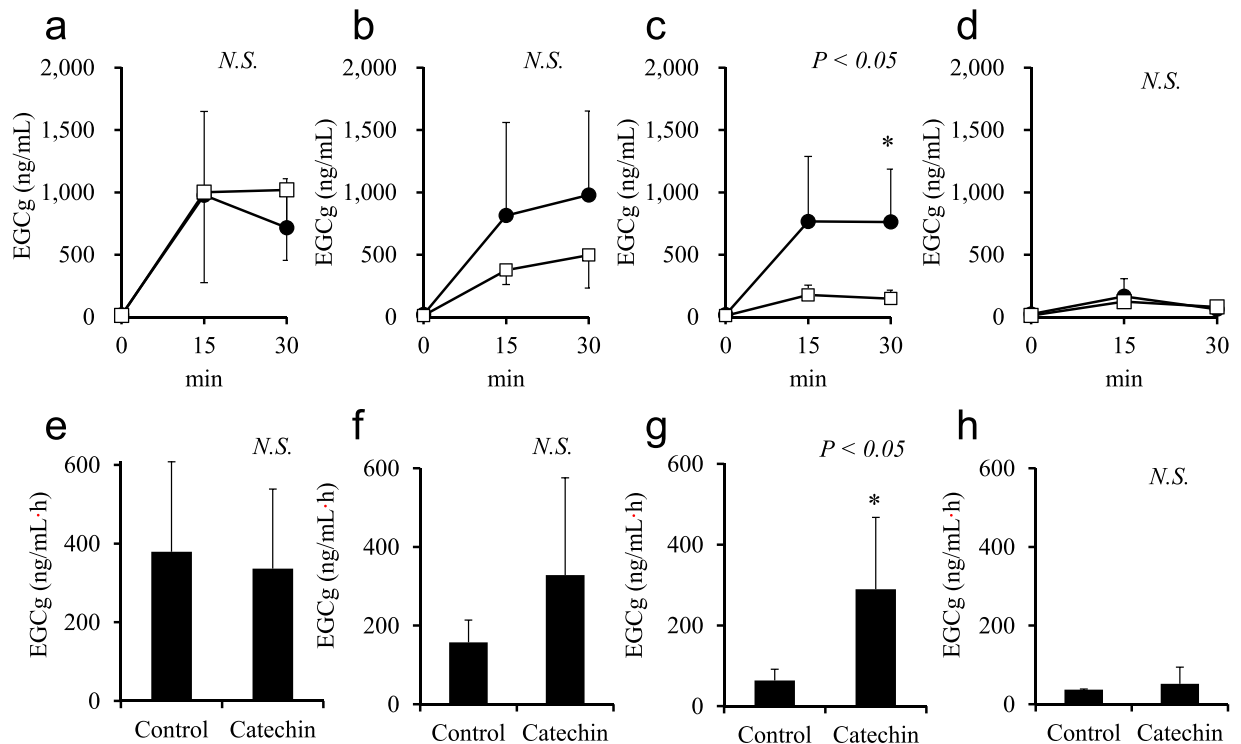 a
N.S.
2,000
1,500
1,000
500
0
EGCg (ng/mL)
0 15 30
min
b
N.S.
2,000
1,500
1,000
500
0
EGCg (ng/mL)
0 15 30
min
c
P < 0.05
*
2,000
1,500
1,000
500
0
EGCg (ng/mL)
0 15 30
min
d
N.S.
2,000
1,500
1,000
500
0
EGCg (ng/mL)
0 15 30
min
e
N.S.
600
400
200
0
EGCg (ng/mL·h)
Control Catechin
f
N.S.
600
400
200
0
EGCg (ng/mL·h)
Control Catechin
g
P < 0.05
*
600
400
200
0
EGCg (ng/mL·h)
Control Catechin
h
N.S.
600
400
200
0
EGCg (ng/mL·h)
Control Catechin